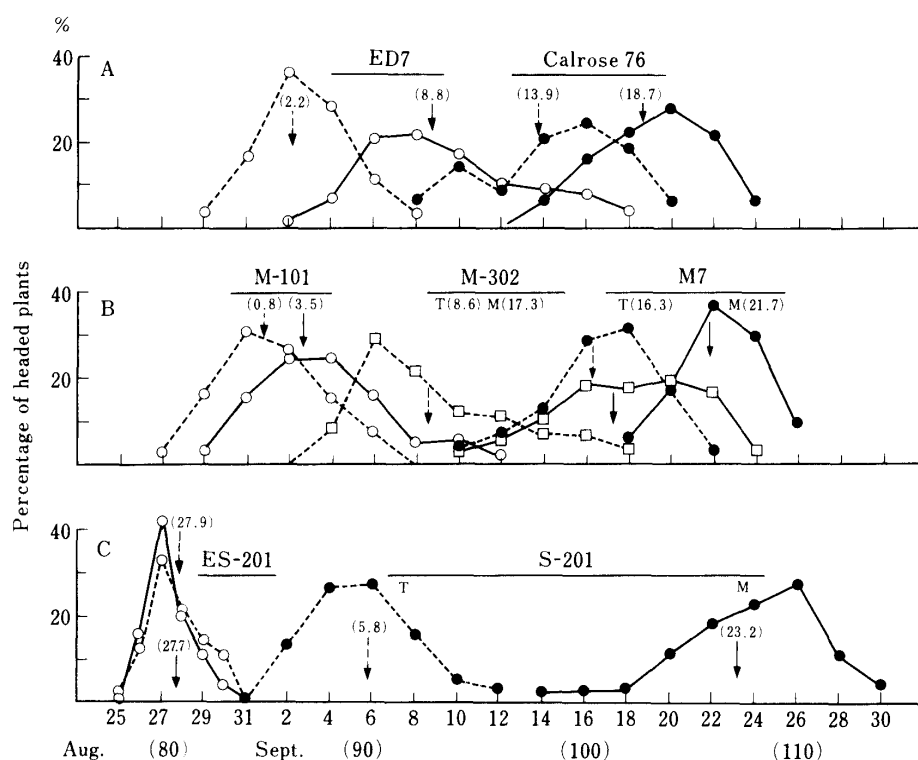 %
40
20
A
ED7
Calrose 76
(2.2)
(8.8)
(13.9)
(18.7)
Percentage of headed plants
40
20
B
M-101
M-302
M7
(0.8) (3.5)
T(8.6) M(17.3)
T(16.3)
M(21.7)
40
20
C
(27.9)
ES-201
S-201
T
M
(27.7)
(5.8)
(23.2)
25 27 29 31 2 4 6 8 10 12 14 16 18 20 22 24 26 28 30
Aug. (80) Sept. (90) (100) (110)